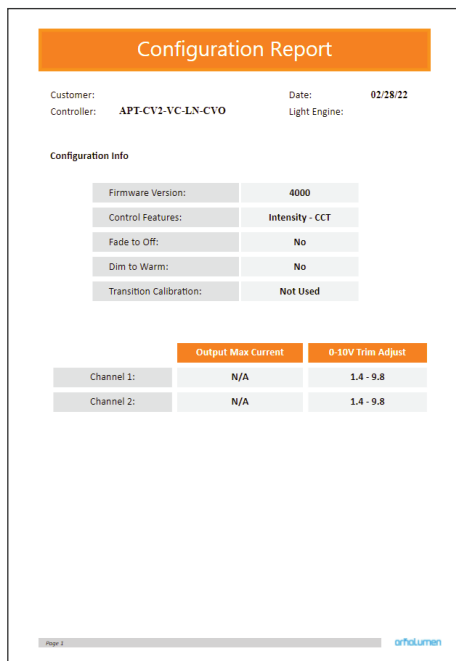 Configuration Report
Customer: Date: 02/28/22
Controller: APT-CV2-VC-LN-CVO Light Engine:
Configuration Info
Firmware Version: 4000
Control Features: Intensity - CCT
Fade to Off: No
Dim to Warm: No
Transition Calibration: Not Used
Output Max Current 0-10V Trim Adjust
Channel 1: N/A 1.4 - 9.8
Channel 2: N/A 1.4 - 9.8
Page 1 ArhaLumen